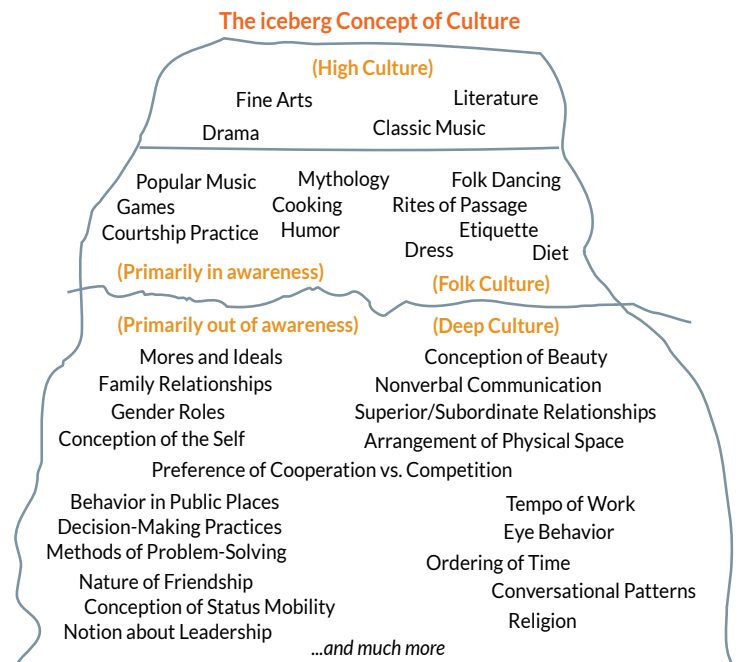 The iceberg Concept of Culture
(High Culture)
Fine Arts
Literature
Drama
Classic Music
Popular Music
Mythology
Folk Dancing
Games
Cooking
Rites of Passage
Courtship Practice
Humor
Etiquette
Dress
Diet
(Primarily in awareness)
(Folk Culture)
(Primarily out of awareness)
(Deep Culture)
Mores and Ideals
Conception of Beauty
Family Relationships
Nonverbal Communication
Gender Roles
Superior/Subordinate Relationships
Conception of the Self
Arrangement of Physical Space
Preference of Cooperation vs. Competition
Behavior in Public Places
Tempo of Work
Decision-Making Practices
Eye Behavior
Methods of Problem-Solving
Ordering of Time
Nature of Friendship
Conversational Patterns
Conception of Status Mobility
Religion
Notion about Leadership
...and much more